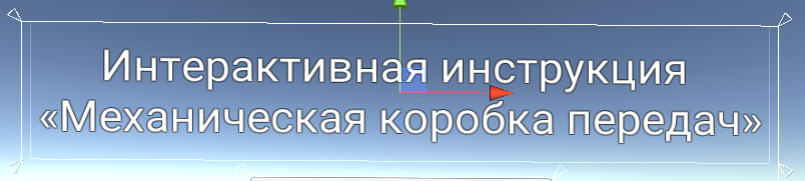 Интерактивная инструкция
«Механическая коробка передач»